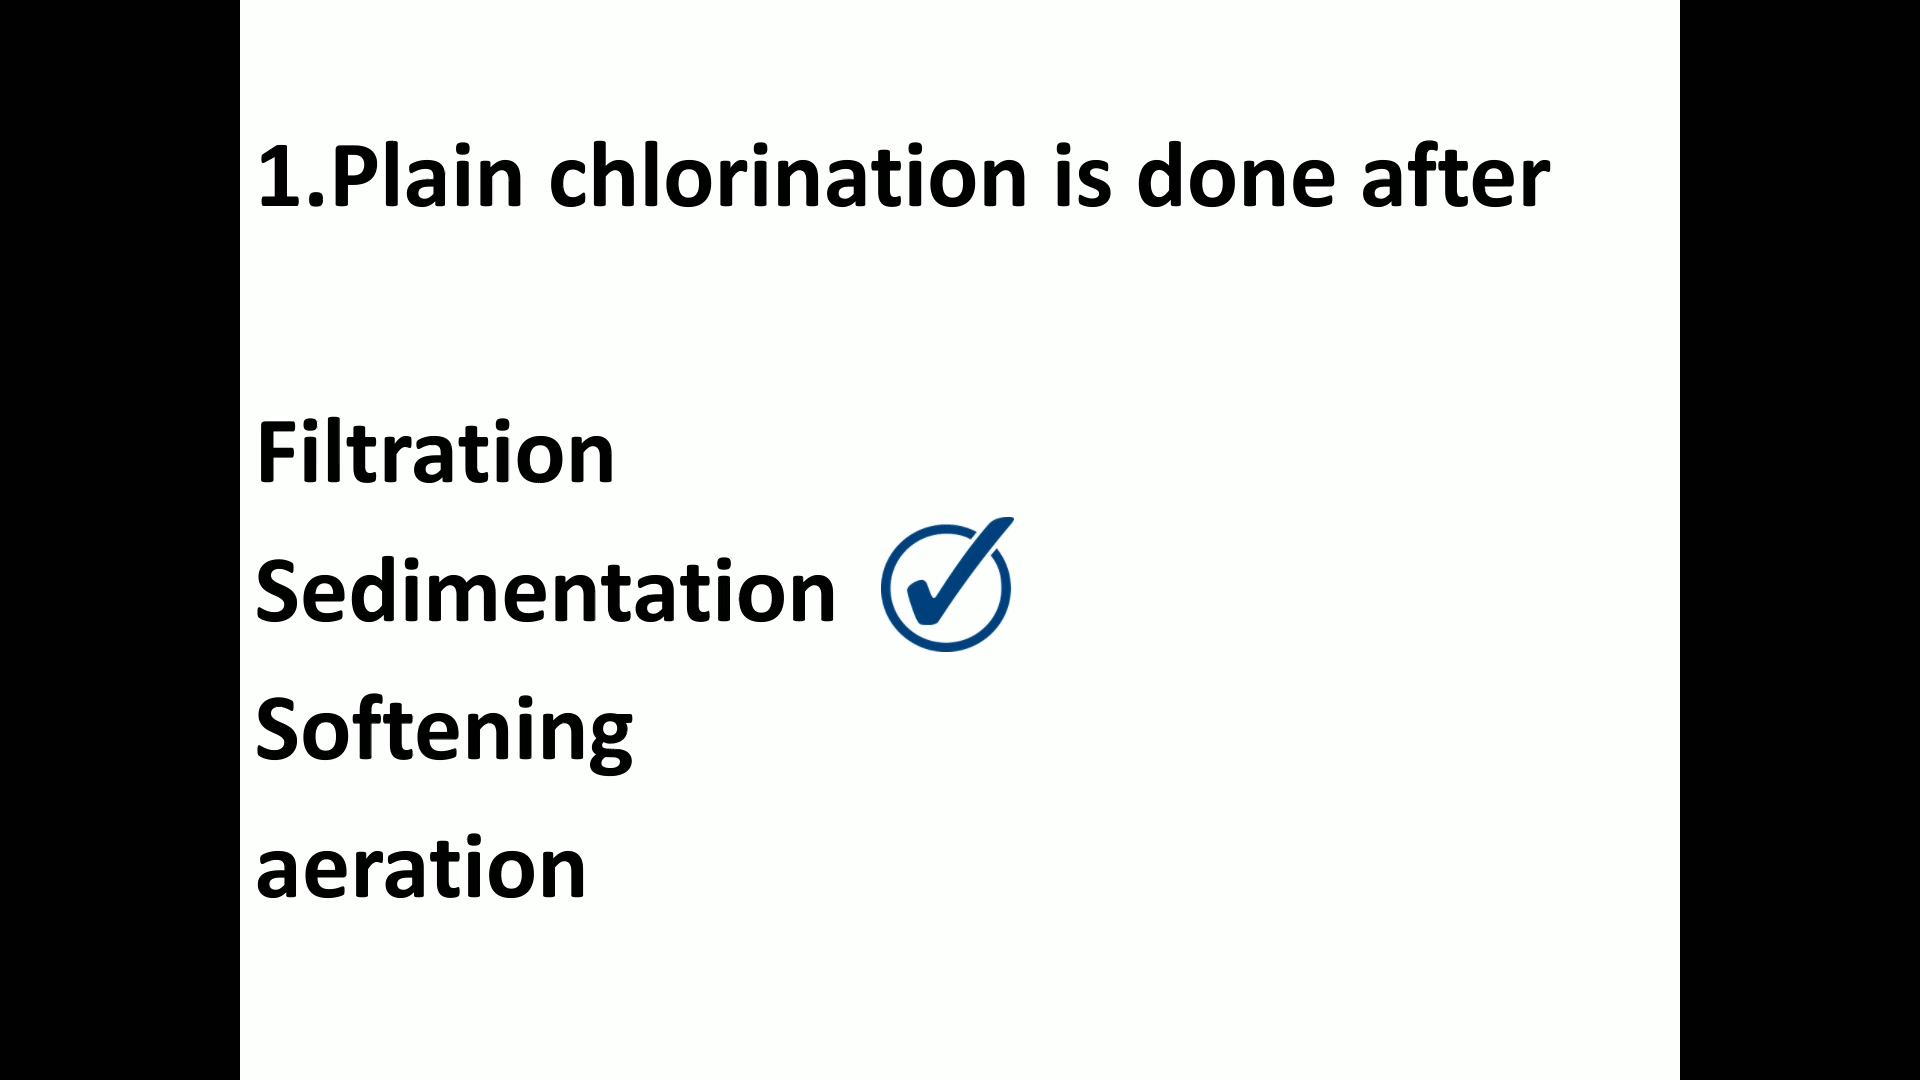 1.Plain chlorination is done after
Filtration
Sedimentation
Softening
aeration